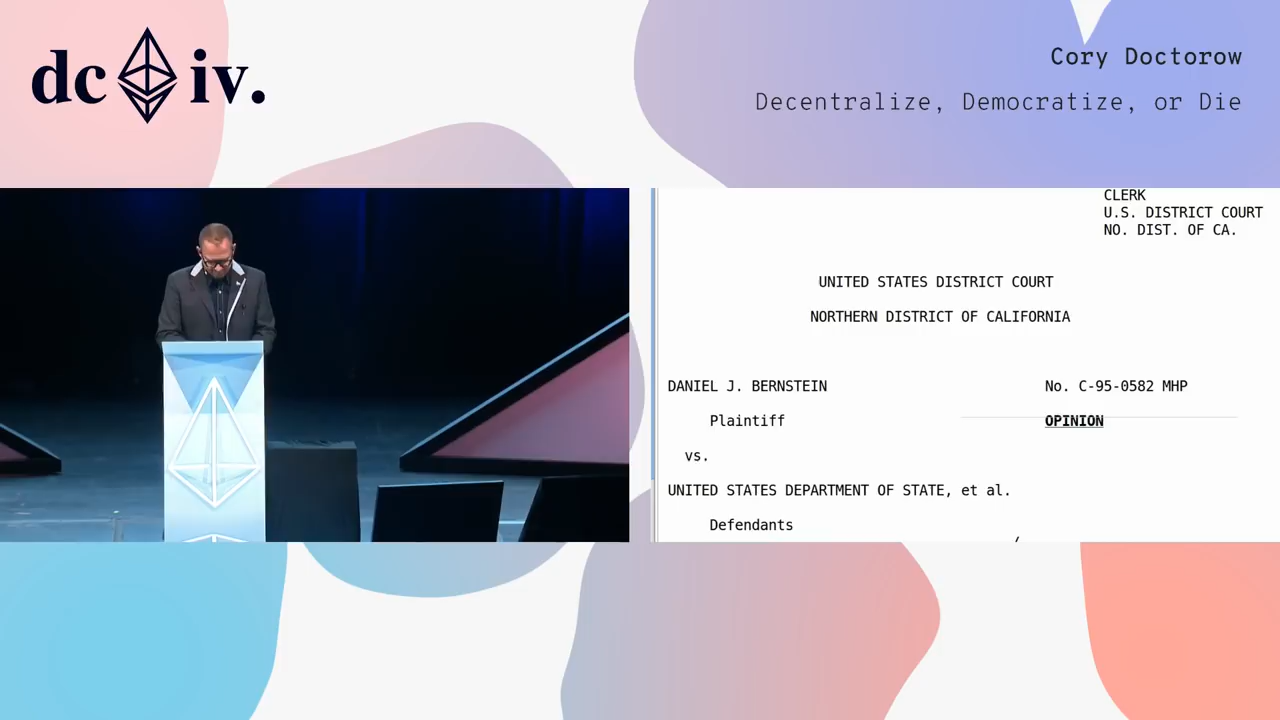 dc iv.
Cory Doctorow
Decentralize, Democratize, or Die
CLERK
U.S. DISTRICT COURT
NO. DIST. OF CA.
UNITED STATES DISTRICT COURT
NORTHERN DISTRICT OF CALIFORNIA
DANIEL J. BERNSTEIN
No. C-95-0582 MHP
Plaintiff
OPINION
vs.
UNITED STATES DEPARTMENT OF STATE, et al.
Defendants